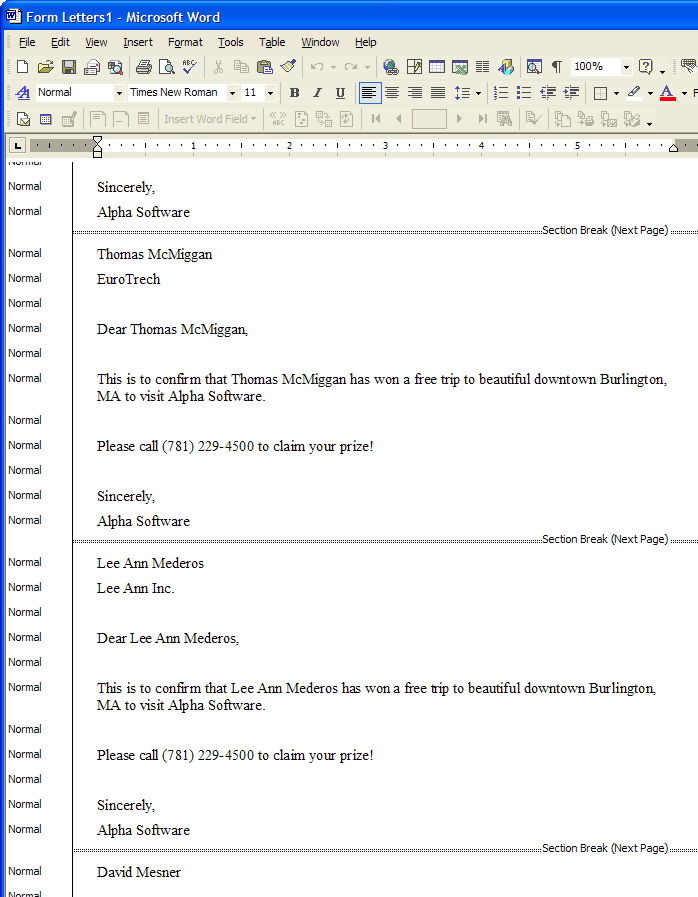 Form Letters1 - Microsoft Word
File Edit View Insert Format Tools Table Window Help
100%
Normal Times New Roman 11 B I U A
Insert Word Field
L 1 2 3 4 5
Normal
Normal Sincerely,
Normal Alpha Software
Section Break (Next Page)
Normal Thomas McMiggan
Normal EuroTrech
Normal
Normal Dear Thomas McMiggan,
Normal
Normal This is to confirm that Thomas McMiggan has won a free trip to beautiful downtown Burlington,
MA to visit Alpha Software.
Normal
Normal Please call (781) 229-4500 to claim your prize!
Normal
Normal Sincerely,
Normal Alpha Software
Section Break (Next Page)
Normal Lee Ann Mederos
Normal Lee Ann Inc.
Normal
Normal Dear Lee Ann Mederos,
Normal
Normal This is to confirm that Lee Ann Mederos has won a free trip to beautiful downtown Burlington,
MA to visit Alpha Software.
Normal
Normal Please call (781) 229-4500 to claim your prize!
Normal
Normal Sincerely,
Normal Alpha Software
Section Break (Next Page)
Normal David Mesner
Normal